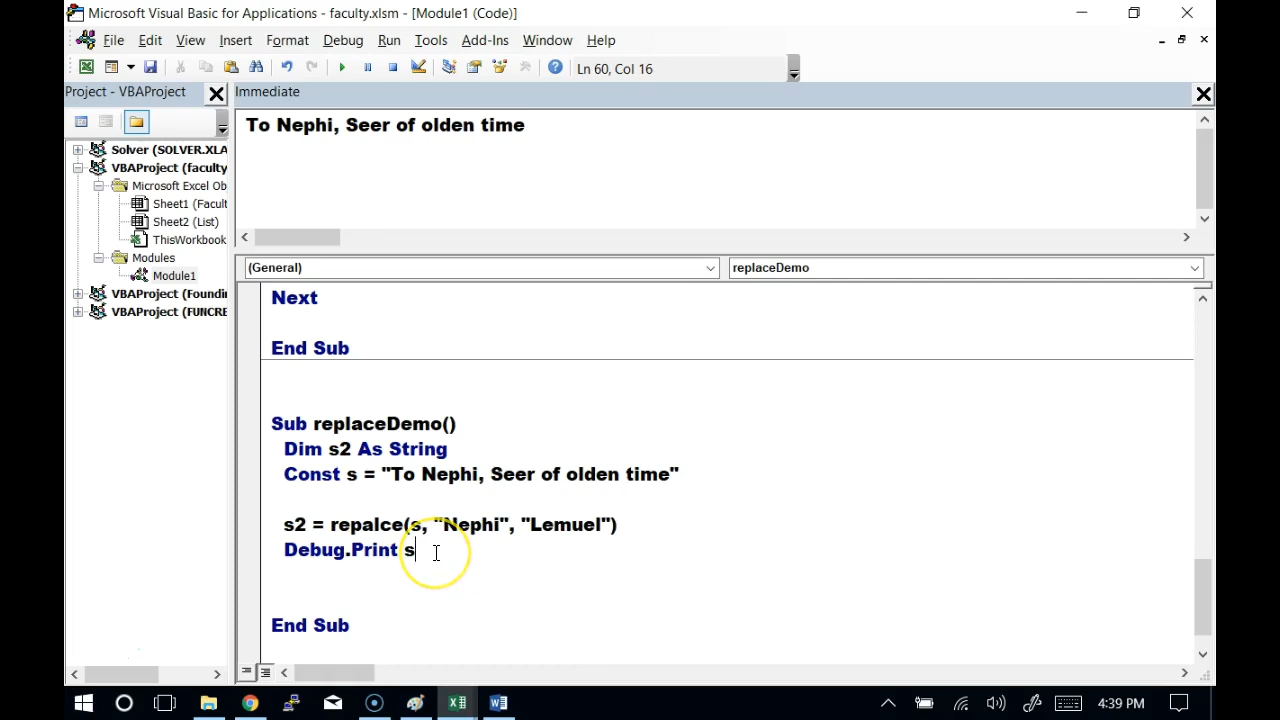 Microsoft Visual Basic for Applications - faculty.xlsm - [Module1 (Code)]
File Edit View Insert Format Debug Run Tools Add-Ins Window Help
Ln 60, Col 16
Project - VBAProject
Immediate
Solver (SOLVER.XLA
VBAProject (faculty
Microsoft Excel Ob
Sheet1 (Facult
Sheet2 (List)
ThisWorkbook
Modules
Module1
VBAProject (Foundin
VBAProject (FUNCRE
To Nephi, Seer of olden time
(General)
replaceDemo
Next
End Sub
Sub replaceDemo()
Dim s2 As String
Const s = "To Nephi, Seer of olden time"
s2 = repalce(s, "Nephi", "Lemuel")
Debug.Print s
End Sub
4:39 PM